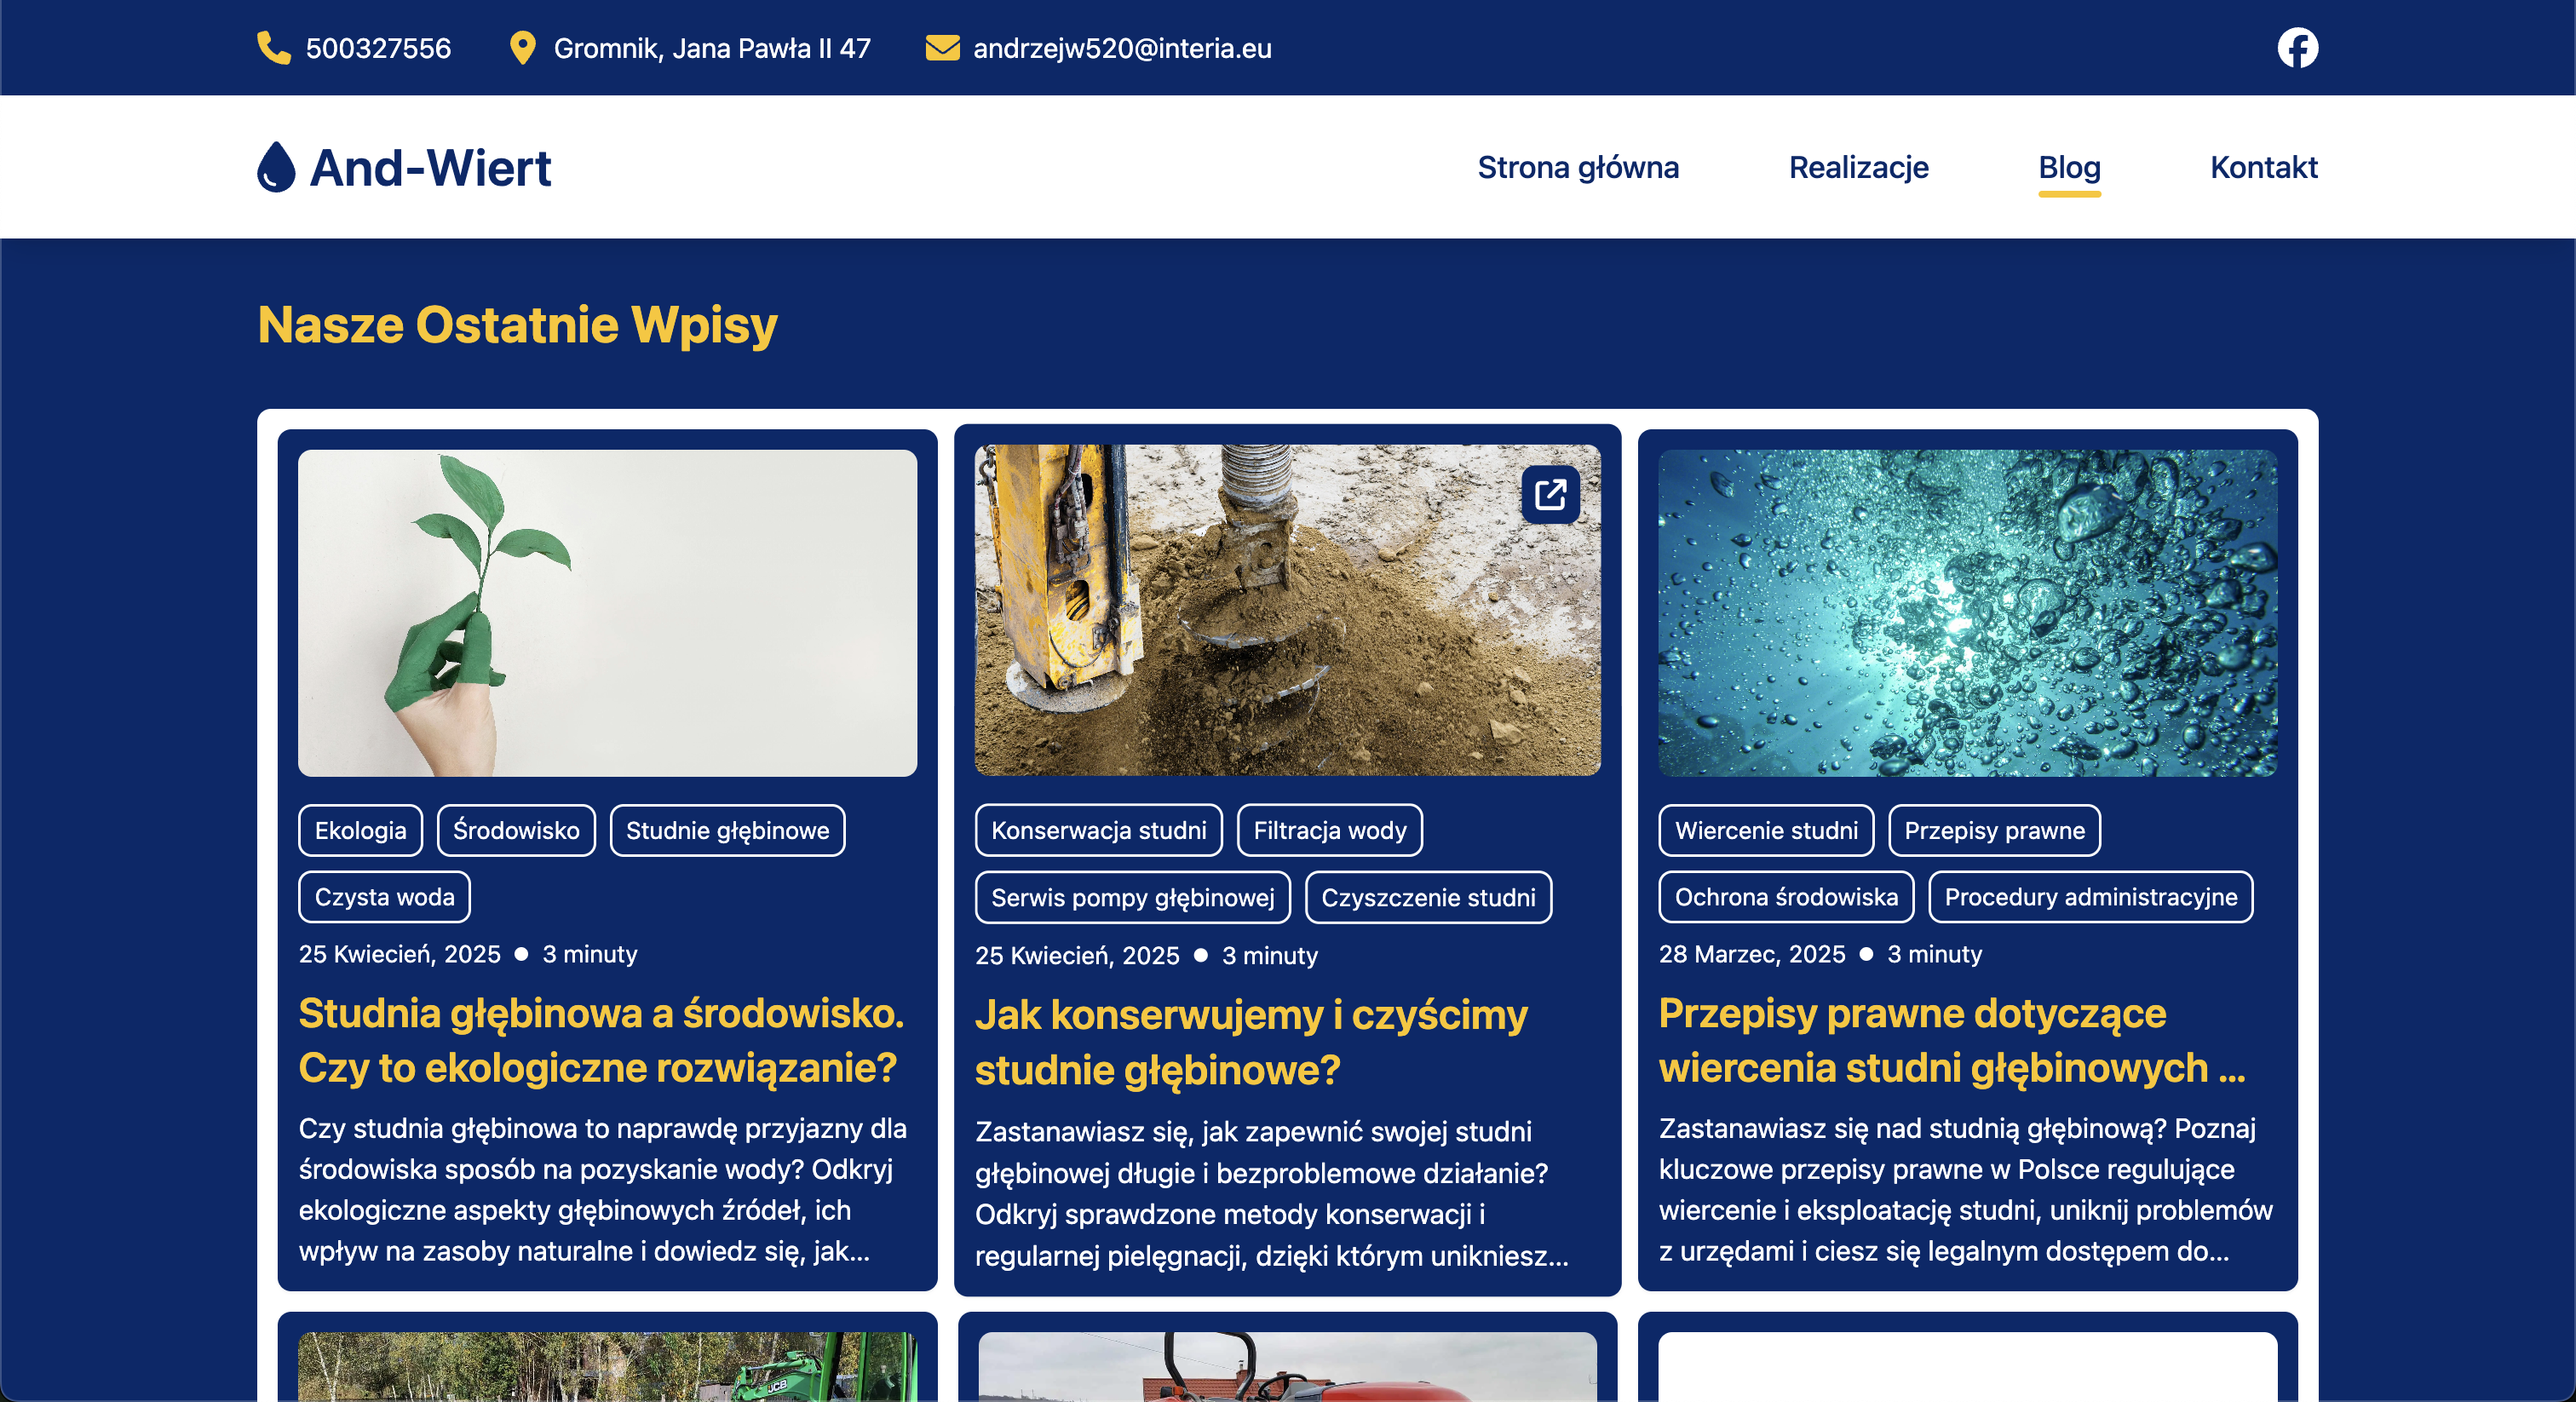 500327556
Gromnik, Jana Pawła II 47
andrzejw520@interia.eu
And-Wiert
Strona główna
Realizacje
Blog
Kontakt
Nasze Ostatnie Wpisy
Ekologia
Środowisko
Studnie głębinowe
Czysta woda
25 Kwiecień, 2025 ● 3 minuty
Studnia głębinowa a środowisko.
Czy to ekologiczne rozwiązanie?
Czy studnia głębinowa to naprawdę przyjazny dla
środowiska sposób na pozyskanie wody? Odkryj
ekologiczne aspekty głębinowych źródeł, ich
wpływ na zasoby naturalne i dowiedz się, jak...
Konserwacja studni
Filtracja wody
Serwis pompy głębinowej
Czyszczenie studni
25 Kwiecień, 2025 ● 3 minuty
Jak konserwujemy i czyścimy
studnie głębinowe?
Zastanawiasz się, jak zapewnić swojej studni
głębinowej długie i bezproblemowe działanie?
Odkryj sprawdzone metody konserwacji i
regularnej pielęgnacji, dzięki którym unikniesz...
Wiercenie studni
Przepisy prawne
Ochrona środowiska
Procedury administracyjne
28 Marzec, 2025 ● 3 minuty
Przepisy prawne dotyczące
wiercenia studni głębinowych ...
Zastanawiasz się nad studnią głębinową? Poznaj
kluczowe przepisy prawne w Polsce regulujące
wiercenie i eksploatację studni, uniknij problemów
z urzędami i ciesz się legalnym dostępem do...
JCB